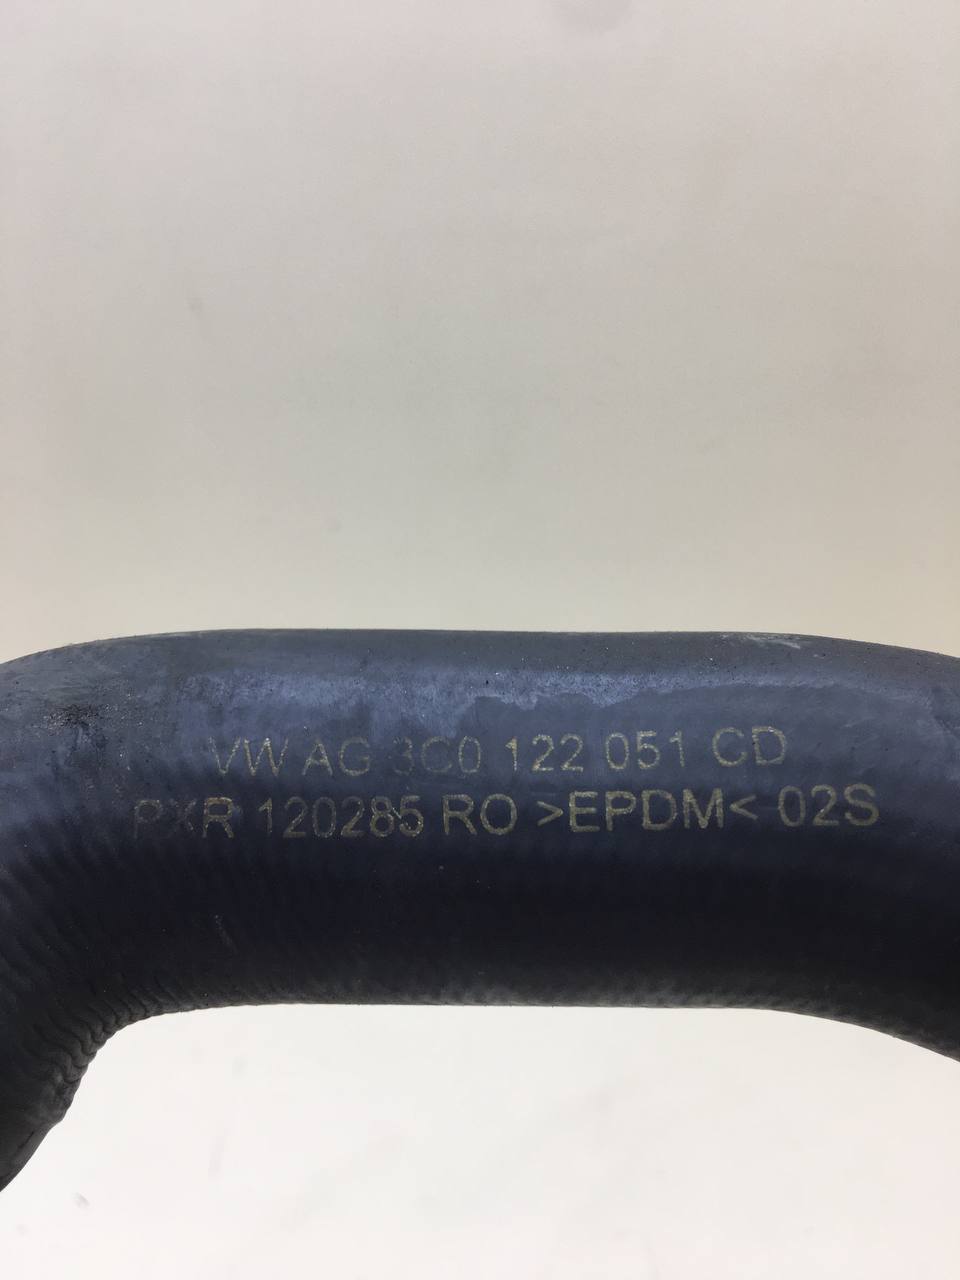 VW AG 3C0 122 051 CD
PXR 120285 RO >EPDM< 02S